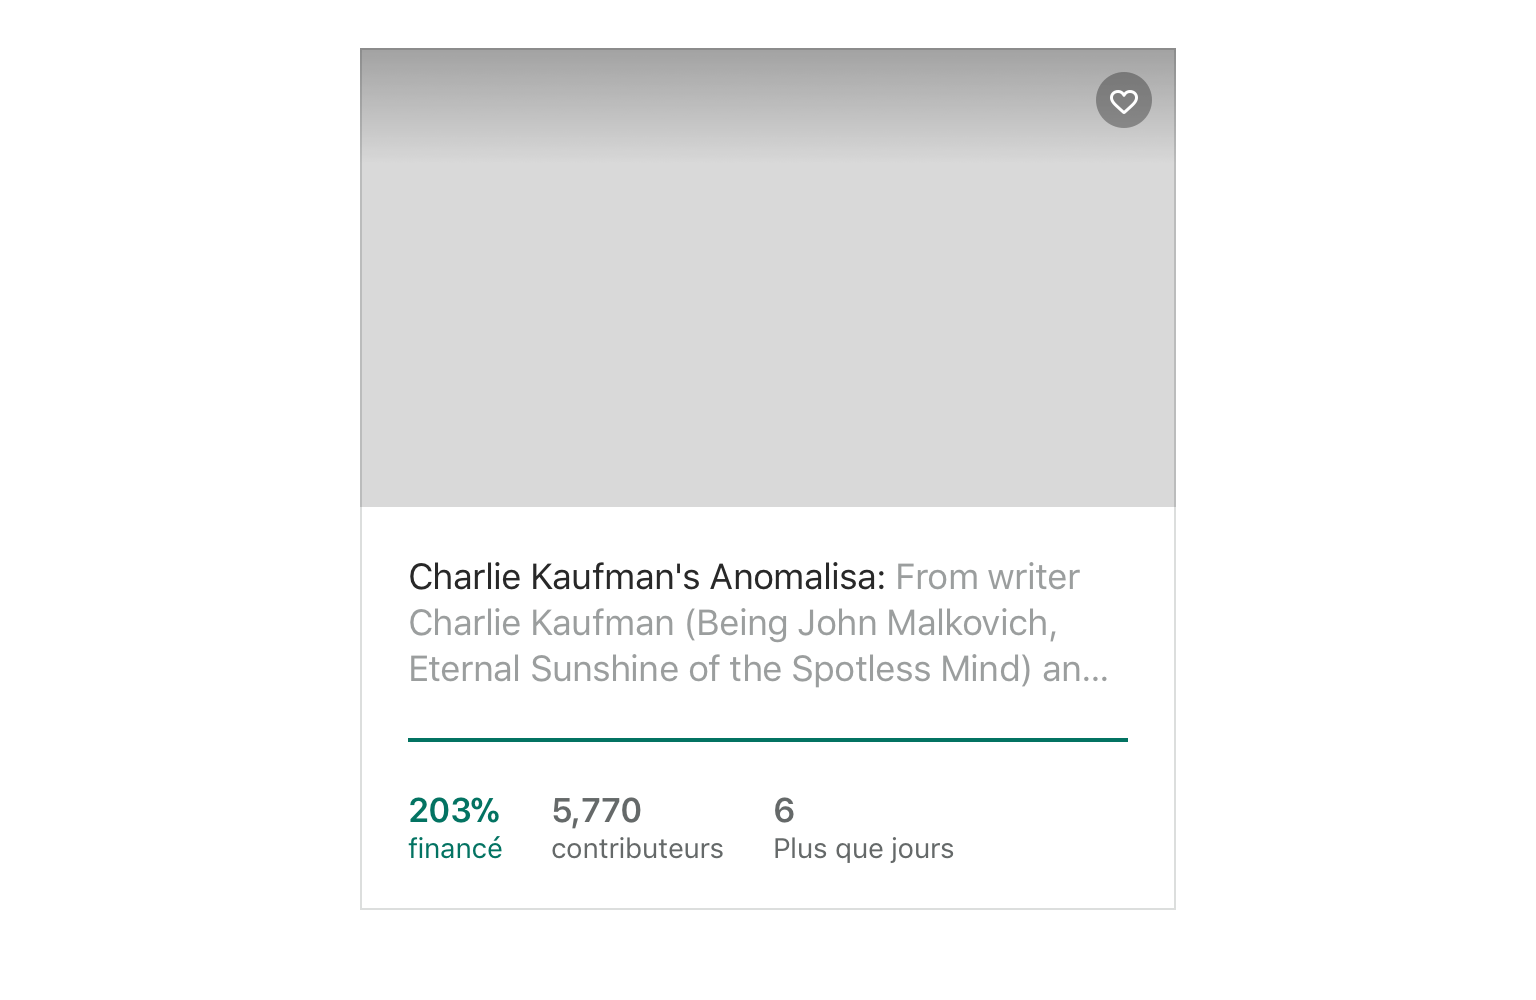 Charlie Kaufman's Anomalisa: From writer
Charlie Kaufman (Being John Malkovich,
Eternal Sunshine of the Spotless Mind) an...
203% 5,770 6
financé contributeurs Plus que jours